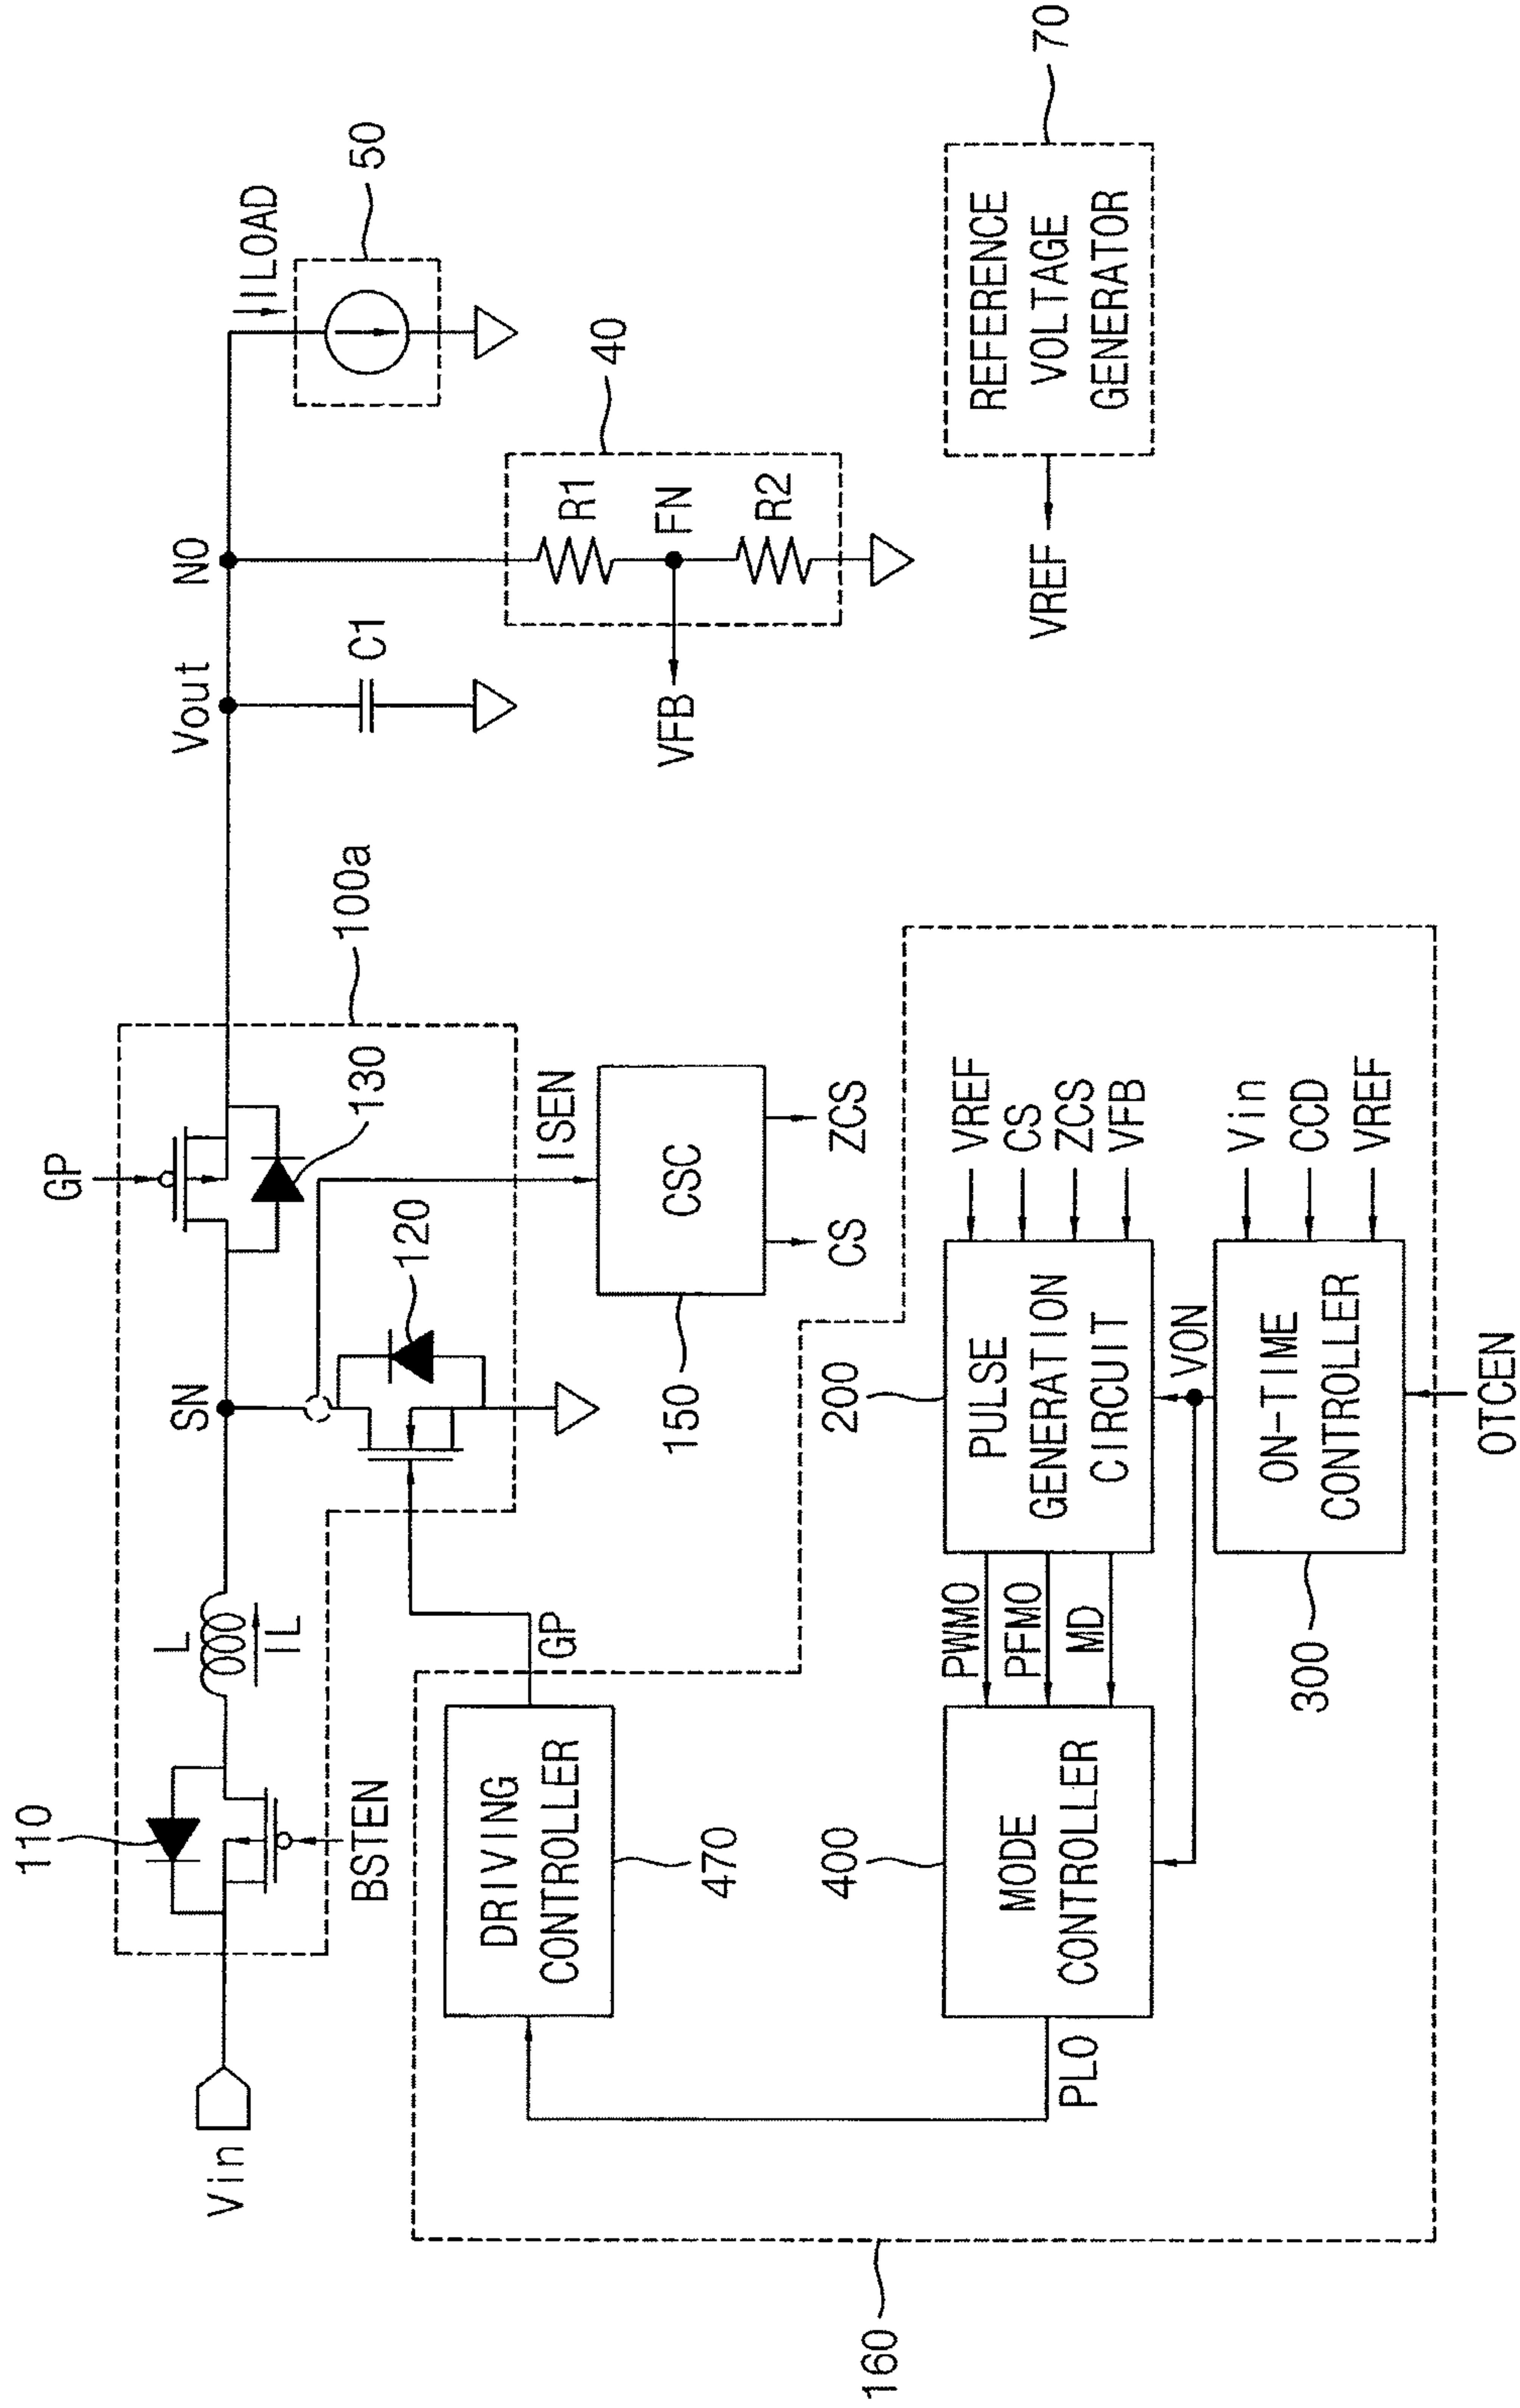 Vin
110
BSTEN
L
IL
SN
GP
130
100a
120
ISEN
CSC
150
CS
ZCS
Vout
C1
NO
ILOAD
50
40
R1
FN
R2
VFB
REFERENCE
VOLTAGE
GENERATOR
70
VREF
160
DRIVING
CONTROLLER
470
GP
MODE
CONTROLLER
400
PLO
PWMO
PFMO
MD
PULSE
GENERATION
CIRCUIT
200
VREF
CS
ZCS
VFB
VON
ON-TIME
CONTROLLER
300
Vin
CCD
VREF
OTCEN